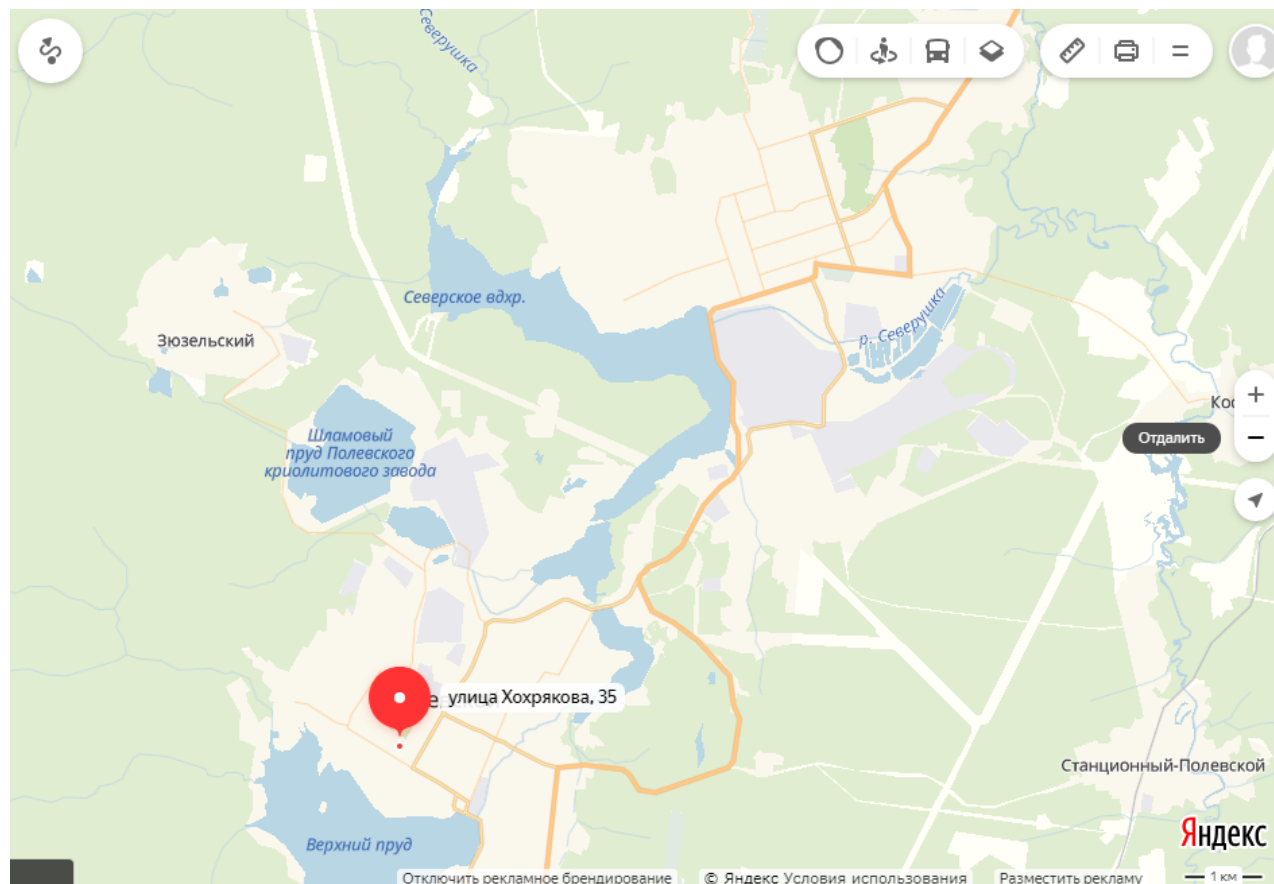 Северушка
Северское вдхр.
р. Северушка
Зюзельский
Шламовый
пруд Полевского
криолитового завода
Отдалить
улица Хохрякова, 35
Станционный-Полевской
Верхний пруд
Яндекс
Отключить рекламное брендирование
© Яндекс Условия использования
Разместить рекламу
1 км